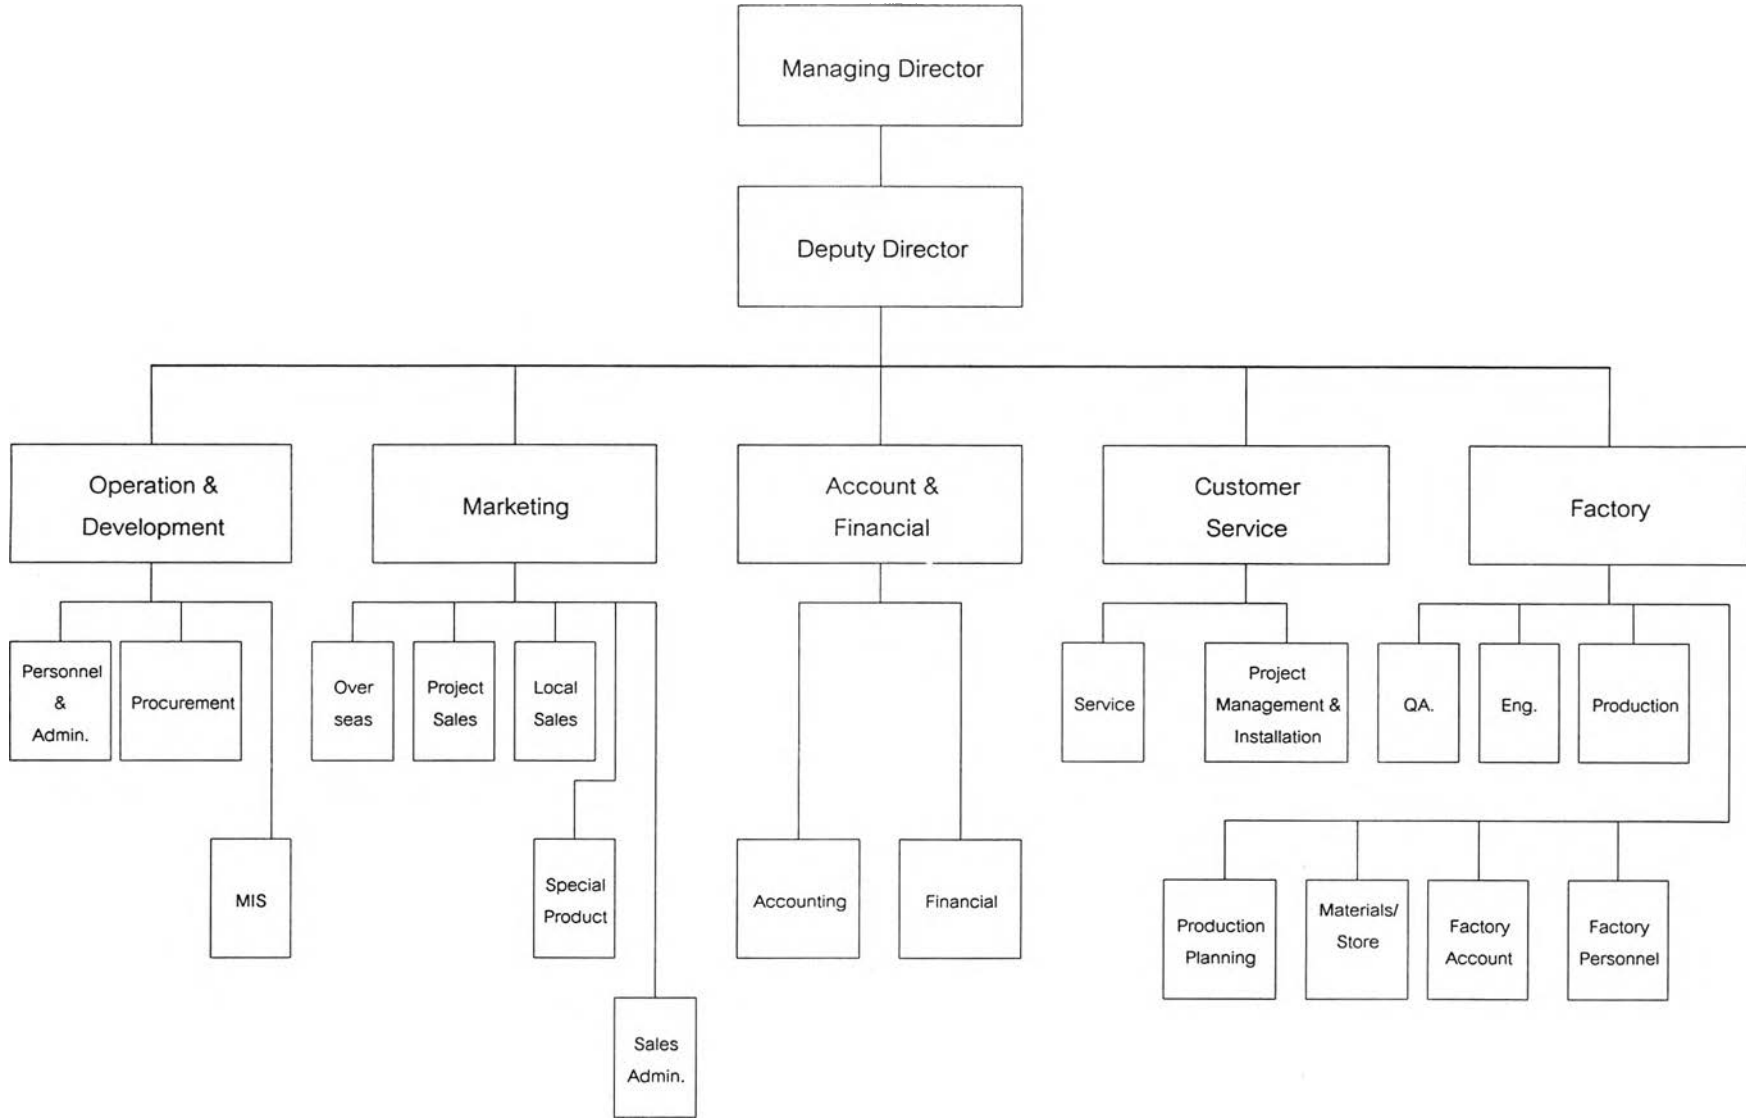 Managing Director
Deputy Director
Operation &
Development
Marketing
Account &
Financial
Customer
Service
Factory
Personnel
&
Admin.
Procurement
Over
seas
Project
Sales
Local
Sales
Service
Project
Management &
Installation
QA.
Eng.
Production
MIS
Special
Product
Accounting
Financial
Production
Planning
Materials/
Store
Factory
Account
Factory
Personnel
Sales
Admin.